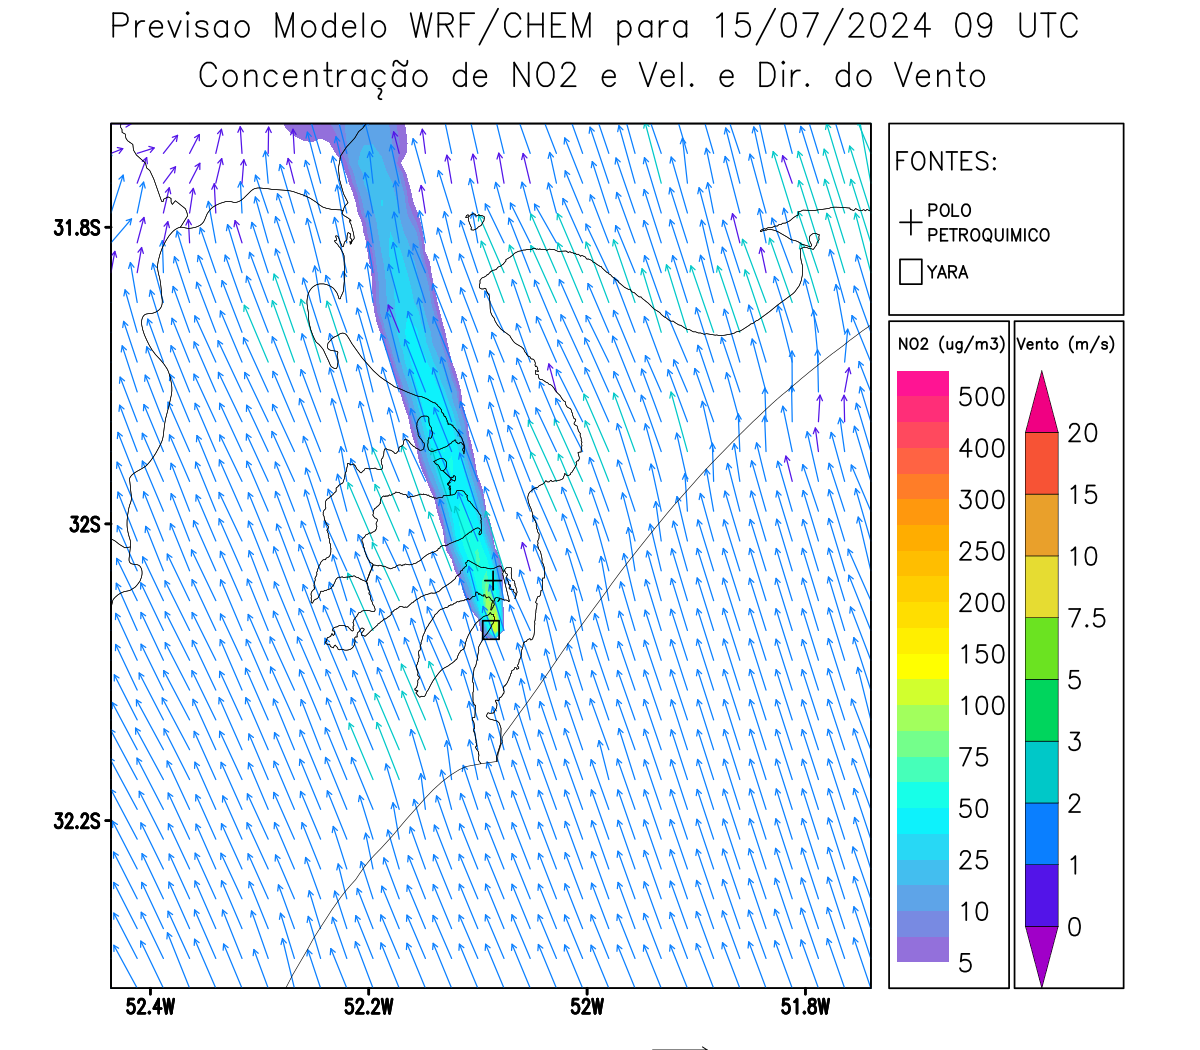 Previsao Modelo WRF/CHEM para 15/07/2024 09 UTC
Concentração de NO2 e Vel. e Dir. do Vento
FONTES:
POLO
PETROQUIMICO
YARA
NO2 (ug/m3)
500
400
300
250
200
150
100
75
50
25
10
5
Vento (m/s)
20
15
10
7.5
5
3
2
1
0
31.8S
32S
32.2S
52.4W
52.2W
52W
51.8W